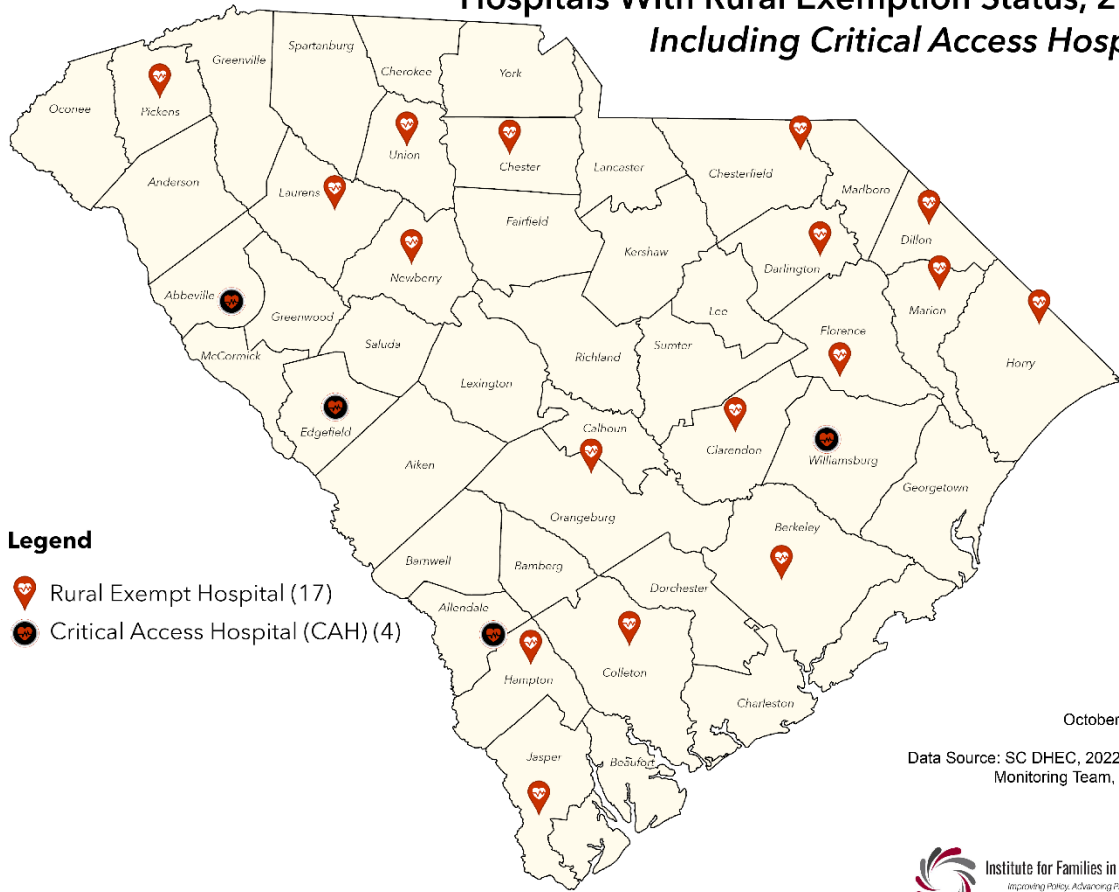 Hospitals With Rural Exemption Status, 2
Including Critical Access Hosp
Spartanburg
Greenville
Cherokee
York
Oconee
Pickens
Union
Chester
Lancaster
Chesterfield
Marlboro
Anderson
Laurens
Fairfield
Kershaw
Darlington
Dillon
Newberry
Abbeville
Greenwood
Lee
Marion
McCormick
Saluda
Richland
Sumter
Florence
Horry
Lexington
Edgefield
Calhoun
Clarendon
Williamsburg
Aiken
Georgetown
Orangeburg
Berkeley
Legend
Barnwell
Bamberg
Dorchester
Rural Exempt Hospital (17)
Allendale
Critical Access Hospital (CAH) (4)
Hampton
Colleton
Charleston
October
Jasper
Beaufort
Data Source: SC DHEC, 2022
Monitoring Team,
Institute for Families in
Improving Policy, Advancing P